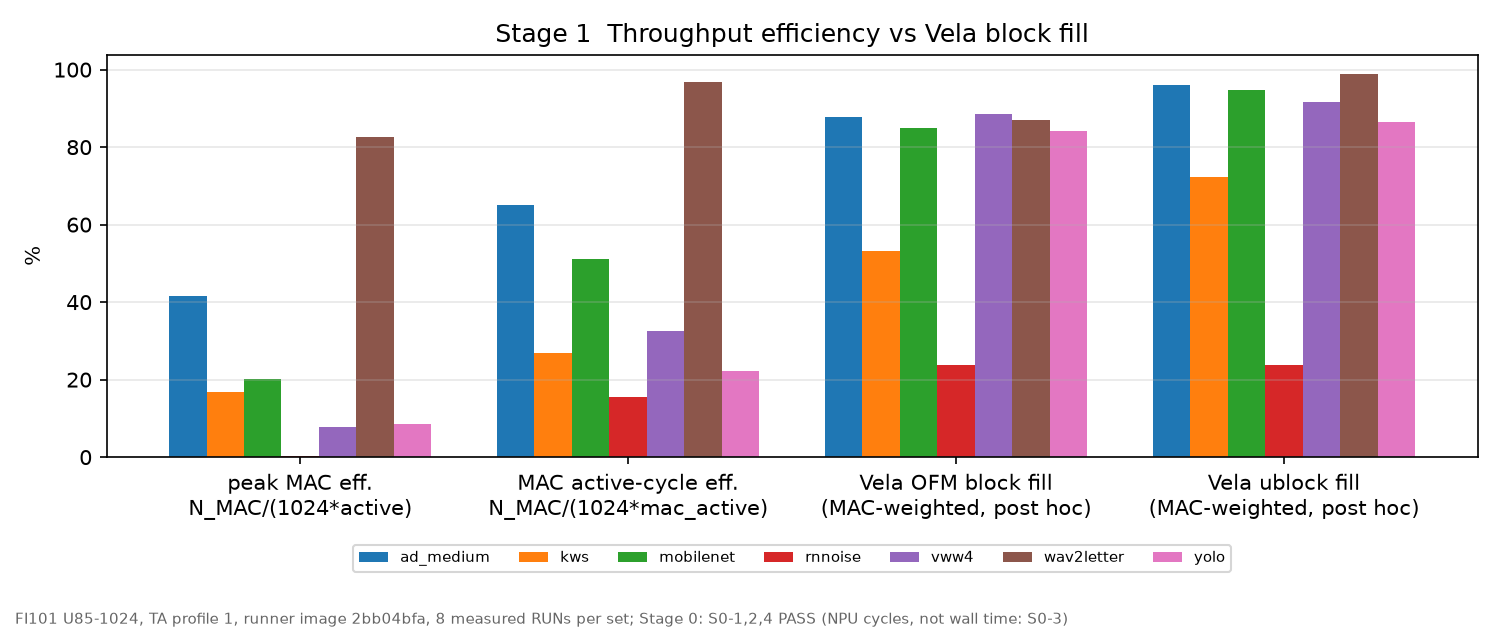 Stage 1  Throughput efficiency vs Vela block fill
%
100
80
60
40
20
0
peak MAC eff.
N_MAC/(1024*active)
MAC active-cycle eff.
N_MAC/(1024*mac_active)
Vela OFM block fill
(MAC-weighted, post hoc)
Vela ublock fill
(MAC-weighted, post hoc)
ad_medium kws mobilenet rnnoise vww4 wav2letter yolo
FI101 U85-1024, TA profile 1, runner image 2bb04bfa, 8 measured RUNs per set; Stage 0: S0-1,2,4 PASS (NPU cycles, not wall time: S0-3)